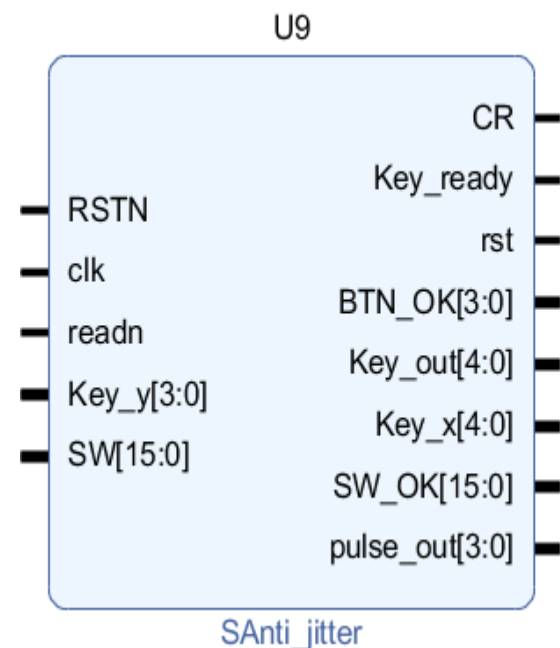 U9
RSTN
clk
readn
Key_y[3:0]
SW[15:0]
CR
Key_ready
rst
BTN_OK[3:0]
Key_out[4:0]
Key_x[4:0]
SW_OK[15:0]
pulse_out[3:0]
SAnti_jitter